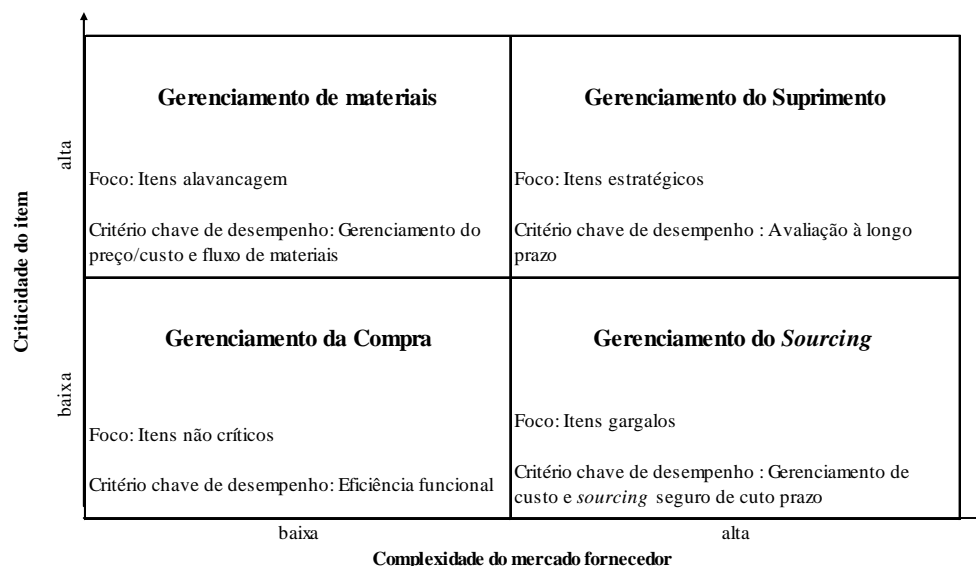 Gerenciamento de materiais
Foco: Itens alavancagem
Critério chave de desempenho: Gerenciamento do
preço/custo e fluxo de materiais
Gerenciamento do Suprimento
Foco: Itens estratégicos
Critério chave de desempenho : Avaliação à longo
prazo
alta
Criticidade do item
baixa
Gerenciamento da Compra
Foco: Itens não críticos
Critério chave de desempenho: Eficiência funcional
Gerenciamento do Sourcing
Foco: Itens gargalos
Critério chave de desempenho : Gerenciamento de
custo e sourcing seguro de cuto prazo
baixa
alta
Complexidade do mercado fornecedor